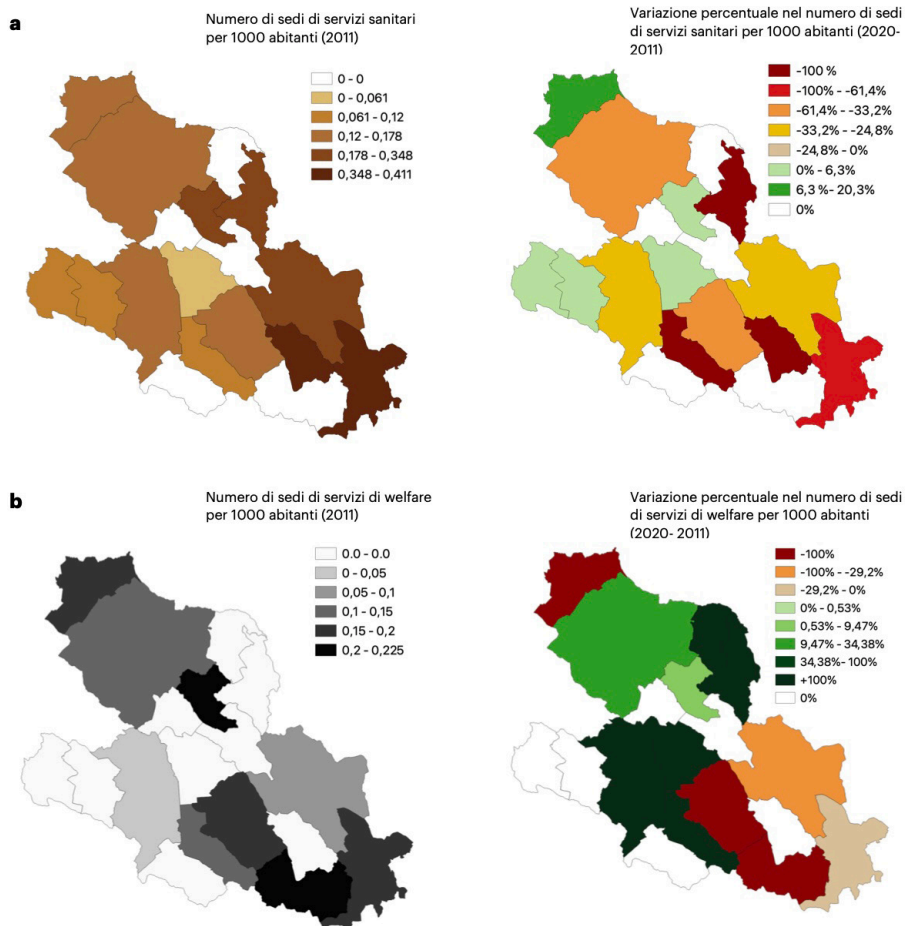 a
Numero di sedi di servizi sanitari
per 1000 abitanti (2011)
0 - 0
0 - 0,061
0,061 - 0,12
0,12 - 0,178
0,178 - 0,348
0,348 - 0,411
Variazione percentuale nel numero di sedi
di servizi sanitari per 1000 abitanti (2020-
2011)
-100 %
-100% - -61,4%
-61,4% - -33,2%
-33,2% - -24,8%
-24,8% - 0%
0% - 6,3%
6,3 %- 20,3%
0%
b
Numero di sedi di servizi di welfare
per 1000 abitanti (2011)
0.0 - 0.0
0 - 0,05
0,05 - 0,1
0,1 - 0,15
0,15 - 0,2
0,2 - 0,225
Variazione percentuale nel numero di sedi
di servizi di welfare per 1000 abitanti
(2020- 2011)
-100%
-100% - -29,2%
-29,2% - 0%
0% - 0,53%
0,53% - 9,47%
9,47% - 34,38%
34,38%- 100%
+100%
0%